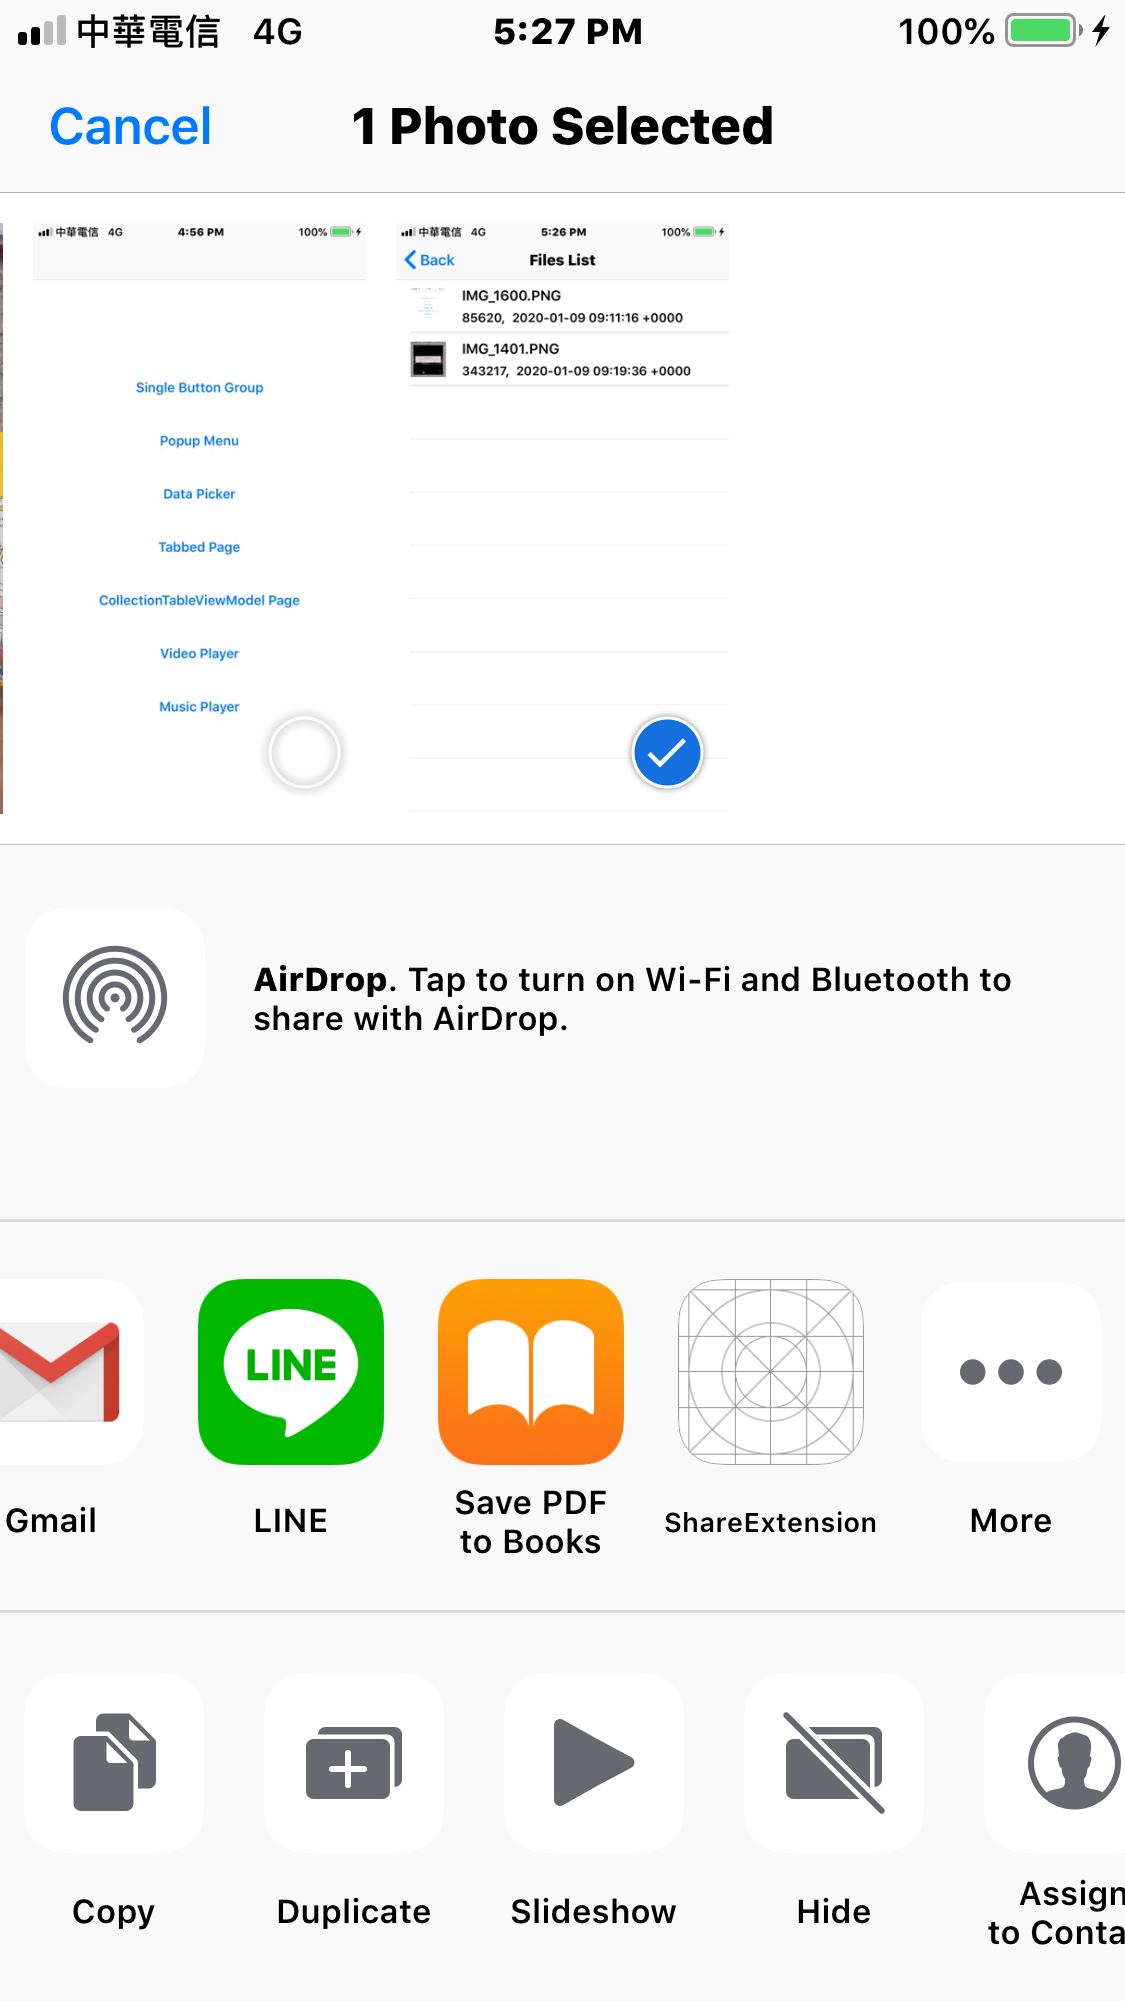 中華電信 4G 5:27 PM 100%
Cancel 1 Photo Selected
中華電信 4G 4:56 PM 100%
Single Button Group
Popup Menu
Data Picker
Tabbed Page
CollectionTableViewModel Page
Video Player
Music Player
中華電信 4G 5:26 PM 100%
Back Files List
IMG_1600.PNG
85620, 2020-01-09 09:11:16 +0000
IMG_1401.PNG
343217, 2020-01-09 09:19:36 +0000
AirDrop. Tap to turn on Wi-Fi and Bluetooth to
share with AirDrop.
LINE
Gmail
LINE
Save PDF
to Books
ShareExtension
More
Copy
Duplicate
Slideshow
Hide
Assign
to Conta